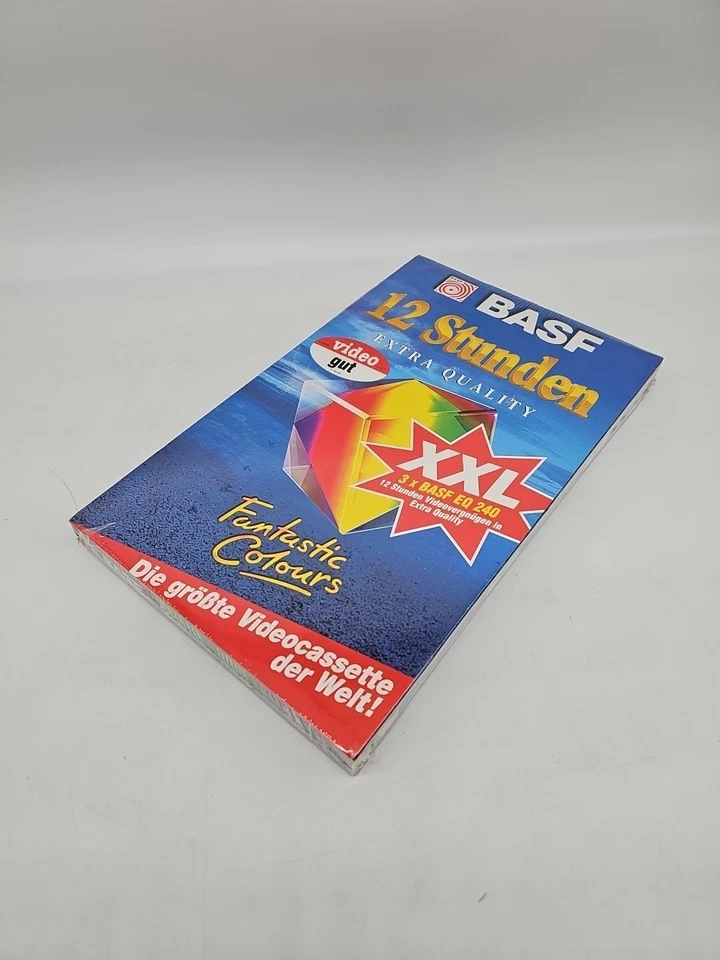 BASF
12 Stunden
EXTRA QUALITY
video
gut
XXL
3 x BASF EQ 240
12 Stunden Videovergnügen in
Extra Quality
Fantastic
Colours
Die größte Videocassette
der Welt!